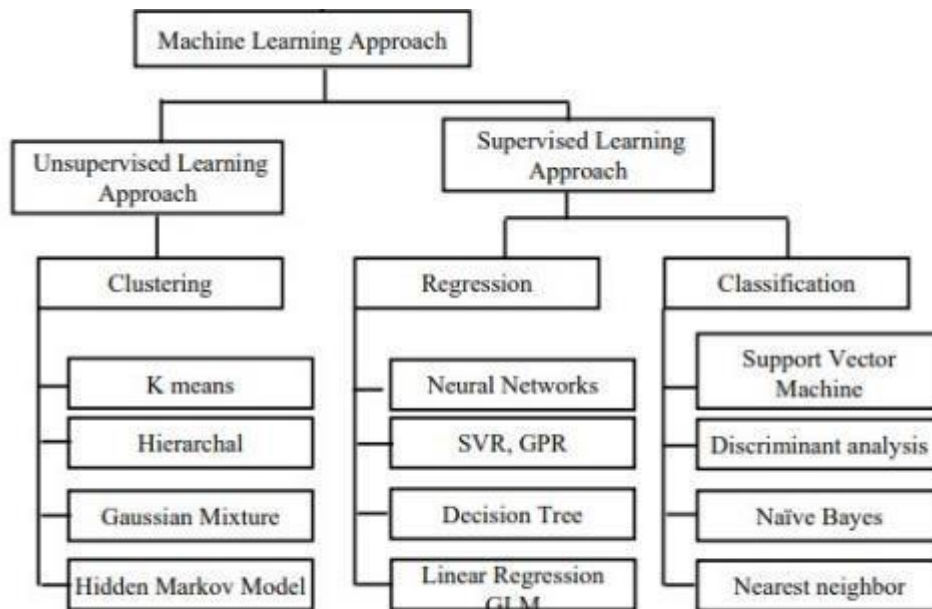 Machine Learning Approach
Unsupervised Learning
Approach
Supervised Learning
Approach
Clustering
K means
Hierarchal
Gaussian Mixture
Hidden Markov Model
Regression
Neural Networks
SVR, GPR
Decision Tree
Linear Regression
GLM
Classification
Support Vector
Machine
Discriminant analysis
Naïve Bayes
Nearest neighbor